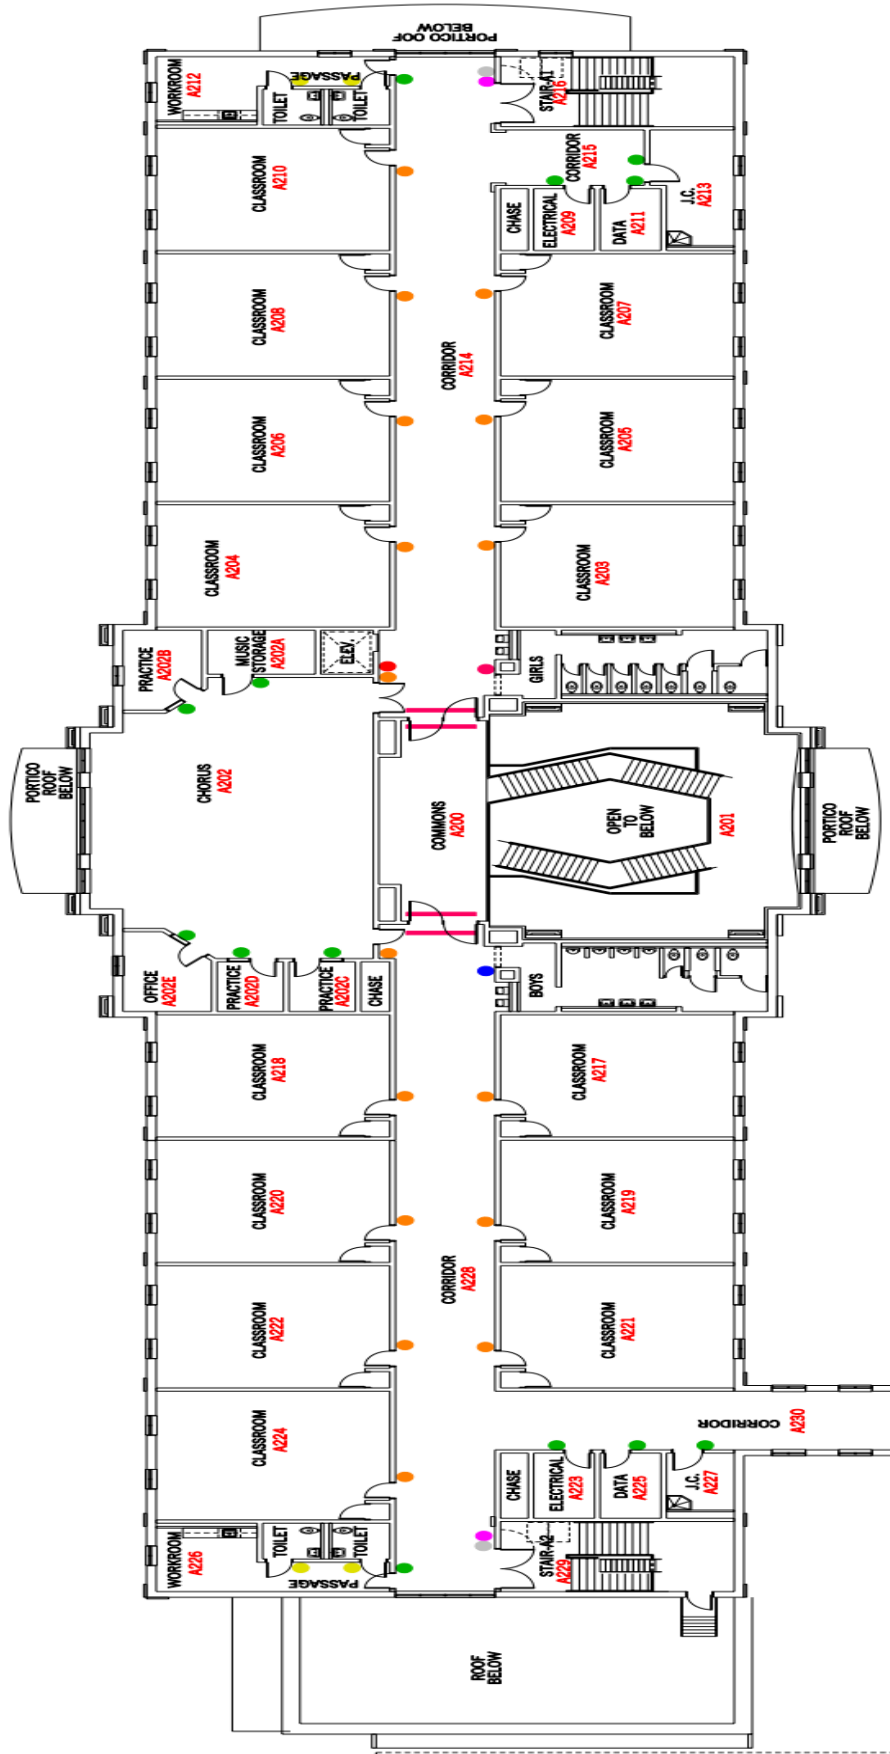 PORTICO OOF
BELOW
WORKROOM
A212
PASSAGE
TOILET
TOILET
STAIR-A1
A216
CLASSROOM
A210
CORRIDOR
A215
J.C.
A213
CHASE
ELECTRICAL
A209
DATA
A211
CLASSROOM
A208
CORRIDOR
A214
CLASSROOM
A207
CLASSROOM
A206
CLASSROOM
A205
CLASSROOM
A204
CLASSROOM
A203
PRACTICE
A202B
MUSIC
STORAGE
A202A
ELEV.
GIRLS
PORTICO
ROOF
BELOW
CHORUS
A202
COMMONS
A200
OPEN
TO
BELOW
A201
PORTICO
ROOF
BELOW
OFFICE
A202E
PRACTICE
A202D
PRACTICE
A202C
CHASE
BOYS
CLASSROOM
A218
CLASSROOM
A217
CLASSROOM
A220
CLASSROOM
A219
CORRIDOR
A228
CLASSROOM
A222
CLASSROOM
A221
CLASSROOM
A224
CORRIDOR
A230
CHASE
ELECTRICAL
A223
DATA
A225
J.C.
A227
WORKROOM
A226
TOILET
TOILET
PASSAGE
STAIR-A2
A229
ROOF
BELOW